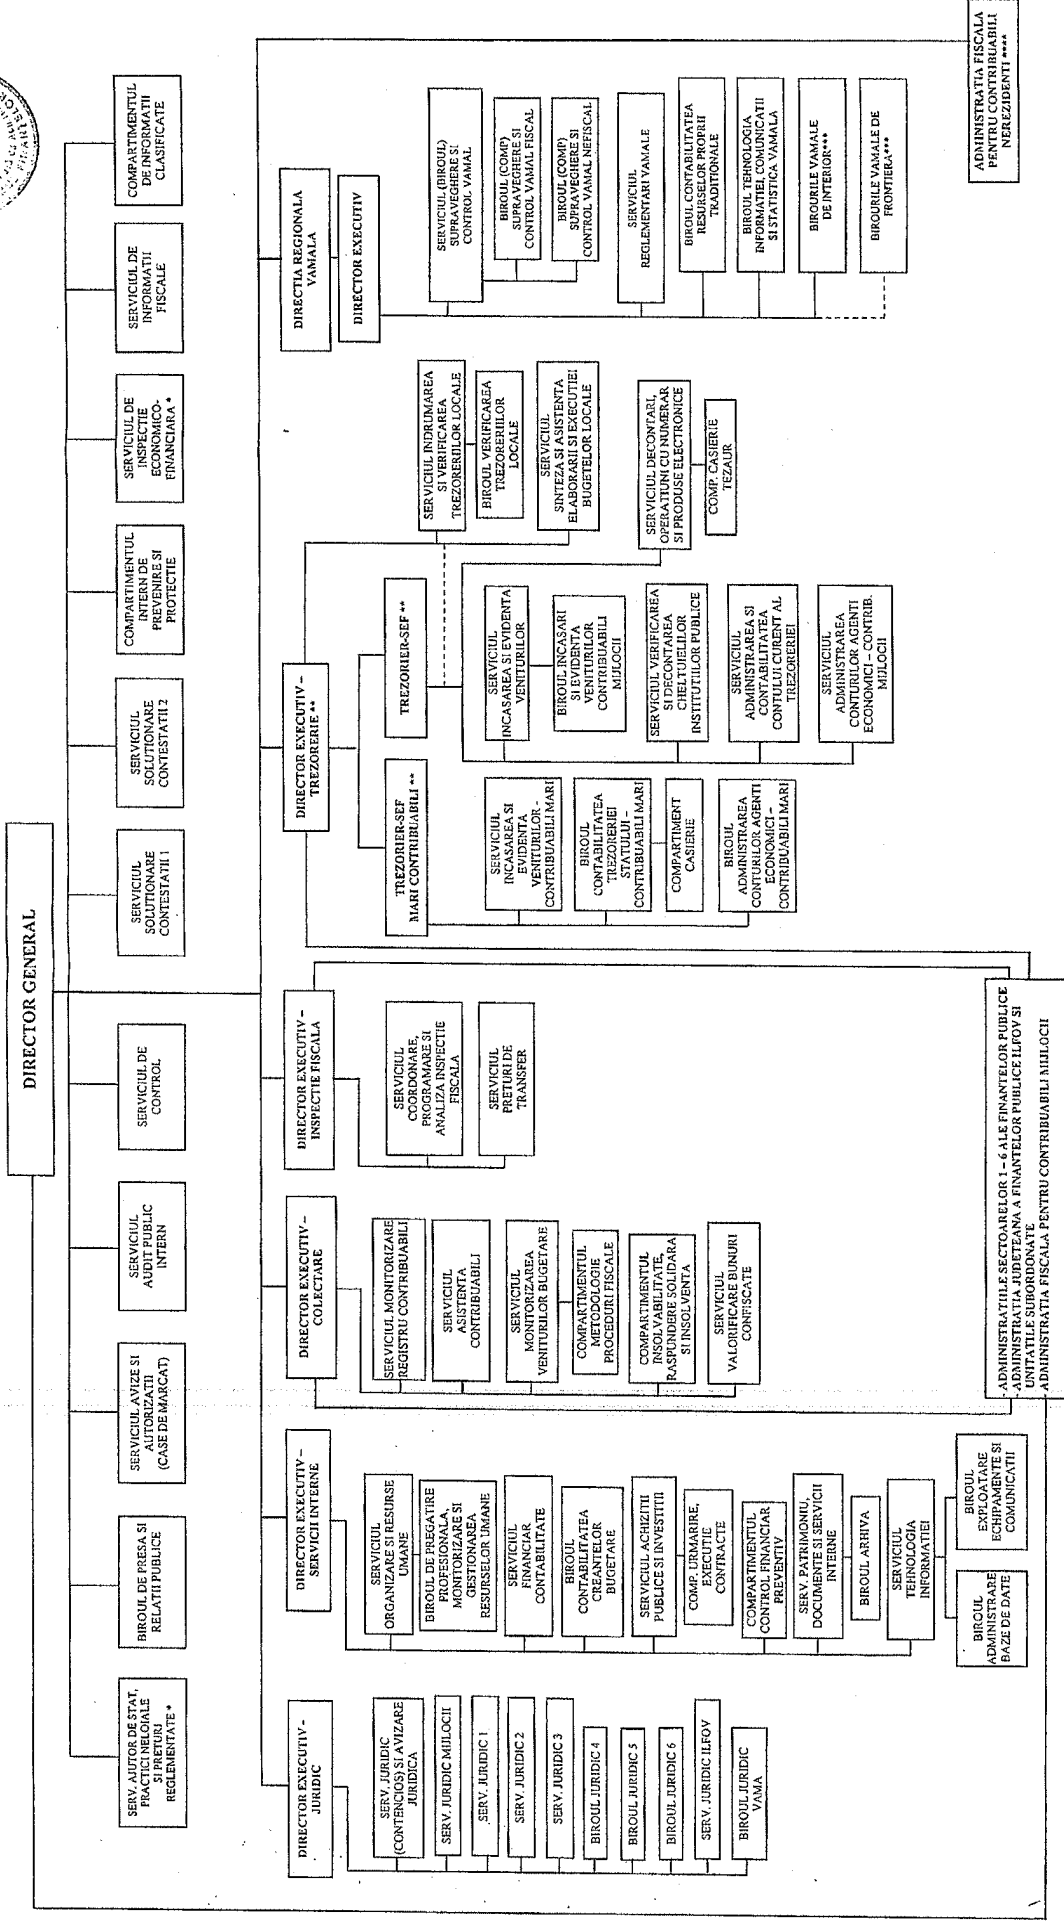 DIRECTOR GENERAL
SERV. AJUTOR DE STAT,
PRACTICI NELOIALE
SI PRETURI
REGLEMENTATE *
BIROUL DE PRESA SI
RELATII PUBLICE
SERVICIUL AVIZE SI
AUTORIZATII
(CASE DE MARCAT)
SERVICIUL
AUDIT PUBLIC
INTERN
SERVICIUL DE
CONTROL
SERVICIUL
SOLUTIONARE
CONTESTATII 1
SERVICIUL
SOLUTIONARE
CONTESTATII 2
COMPARTIMENTUL
INTERN DE
PREVENIRE SI
PROTECTIE
SERVICIUL DE
INSPECTIE
ECONOMICO-
FINANCIARA *
SERVICIUL DE
INFORMATII
FISCALE
COMPARTIMENTUL
DE INFORMATII
CLASIFICATE
DIRECTOR EXECUTIV –
JURIDIC
SERV. JURIDIC
(CONTENCIOS) SI AVIZARE
JURIDICA
SERV. JURIDIC MIJLOCII
SERV. JURIDIC 1
SERV. JURIDIC 2
SERV. JURIDIC 3
BIROUL JURIDIC 4
BIROUL JURIDIC 5
BIROUL JURIDIC 6
SERV. JURIDIC ILFOV
BIROUL JURIDIC
VAMA
DIRECTOR EXECUTIV –
SERVICII INTERNE
SERVICIUL
ORGANIZARE SI RESURSE
UMANE
BIROUL DE PREGATIRE
PROFESIONALA,
MONITORIZARE SI
GESTIONAREA
RESURSELOR UMANE
SERVICIUL
FINANCIAR
CONTABILITATE
BIROUL
CONTABILITATEA
CREANTELOR
BUGETARE
SERVICIUL ACHIZITII
PUBLICE SI INVESTITII
COMP. URMARIRE,
EXECUTIE
CONTRACTE
COMPARTIMENTUL
CONTROL FINANCIAR
PREVENTIV
SERV. PATRIMONIU,
DOCUMENTE SI SERVICII
INTERNE
BIROUL ARHIVA
SERVICIUL
TEHNOLOGIA
INFORMATIEI
BIROUL
ADMINISTRARE
BAZE DE DATE
BIROUL
EXPLOATARE
ECHIPAMENTE SI
COMUNICATII
DIRECTOR EXECUTIV –
COLECTARE
SERVICIUL MONITORIZARE
REGISTRU CONTRIBUABILI
SERVICIUL
ASISTENTA
CONTRIBUABILI
SERVICIUL
MONITORIZAREA
VENITURILOR BUGETARE
COMPARTIMENTUL
METODOLOGIE
PROCEDURI FISCALE
COMPARTIMENTUL
INSOLVABILITATE,
RASPUNDERE SOLIDARA
SI INSOLVENTA
SERVICIUL
VALORIFICARE BUNURI
CONFISCATE
DIRECTOR EXECUTIV –
INSPECTIE FISCALA
SERVICIUL
COORDONARE,
PROGRAMARE SI
ANALIZA INSPECTIE
FISCALA
SERVICIUL
PRETURI DE
TRANSFER
DIRECTOR EXECUTIV –
TREZORERIE **
TREZORIER-SEF
MARI CONTRIBUABILI **
SERVICIUL
INCASAREA SI
EVIDENTA
VENITURILOR -
CONTRIBUABILI MARI
BIROUL
CONTABILITATEA
TREZORERIEI
STATULUI –
CONTRIBUABILI MARI
COMPARTIMENT
CASIERIE
BIROUL
ADMINISTRAREA
CONTURILOR AGENTI
ECONOMICI –
CONTRIBUABILI MARI
TREZORIER-SEF **
SERVICIUL
INCASAREA SI EVIDENTA
VENITURILOR
BIROUL INCASARI
SI EVIDENTA
VENITURILOR
CONTRIBUABILI
MIJLOCII
SERVICIUL VERIFICAREA
SI DECONTAREA
CHELTUIELILOR
INSTITUTIILOR PUBLICE
SERVICIUL
ADMINISTRAREA SI
CONTABILITATEA
CONTULUI CURENT AL
TREZORERIEI
SERVICIUL
ADMINISTRAREA
CONTURILOR AGENTI
ECONOMICI – CONTRIB.
MIJLOCII
SERVICIUL INDRUMAREA
SI VERIFICAREA
TREZORERIILOR LOCALE
BIROUL VERIFICAREA
TREZORERIILOR
LOCALE
SERVICIUL
SINTEZA SI ASISTENTA
ELABORARII SI EXECUTIEI
BUGETELOR LOCALE
SERVICIUL DECONTARI,
OPERATIUNI CU NUMERAR
SI PRODUSE ELECTRONICE
COMP. CASIERIE
TEZAUR
DIRECTIA REGIONALA
VAMALA
DIRECTOR EXECUTIV
SERVICIUL (BIROUL)
SUPRAVEGHERE SI
CONTROL VAMAL
BIROUL (COMP)
SUPRAVEGHERE SI
CONTROL VAMAL FISCAL
BIROUL (COMP)
SUPRAVEGHERE SI
CONTROL VAMAL NEFISCAL
SERVICIUL
REGLEMENTARI VAMALE
BIROUL CONTABILITATEA
RESURSELOR PROPRII
TRADITIONALE
BIROUL TEHNOLOGIA
INFORMATIEI, COMUNICATII
SI STATISTICA VAMALA
BIROURILE VAMALE
DE INTERIOR***
BIROURILE VAMALE DE
FRONTIERA***
- ADMINISTRATIILE SECTOARELOR 1 – 6 ALE FINANTELOR PUBLICE
- ADMINISTRATIA JUDETEANA A FINANTELOR PUBLICE ILFOV SI
UNITATILE SUBORDONATE
- ADMINISTRATIA FISCALA PENTRU CONTRIBUABILI MIJLOCII
ADMINISTRATIA FISCALA
PENTRU CONTRIBUABILI
NEREZIDENTI ****